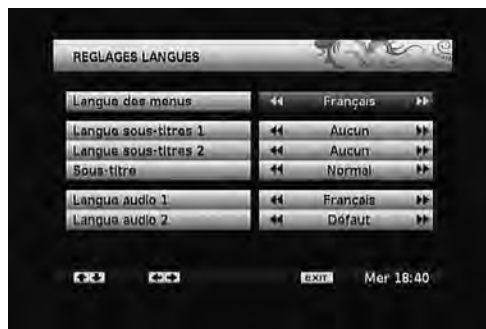 REGLAGES LANGUES
Langue des menus Français
Langue sous-titres 1 Aucun
Langue sous-titres 2 Aucun
Sous-titre Normal
Langue audio 1 Français
Langue audio 2 Défaut
EXIT Mer 18:40